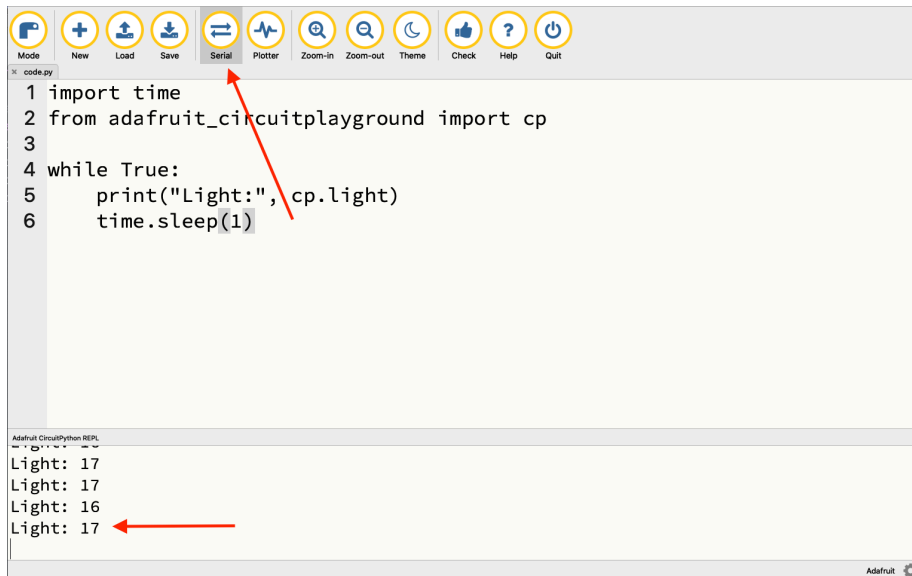 Mode New Load Save Serial Plotter Zoom-in Zoom-out Theme Check Help Quit
× code.py
1 import time
2 from adafruit_circuitplayground import cp
3
4 while True:
5 print("Light:", cp.light)
6 time.sleep(1)
Adafruit CircuitPython REPL
Light: 17
Light: 17
Light: 16
Light: 17
Adafruit